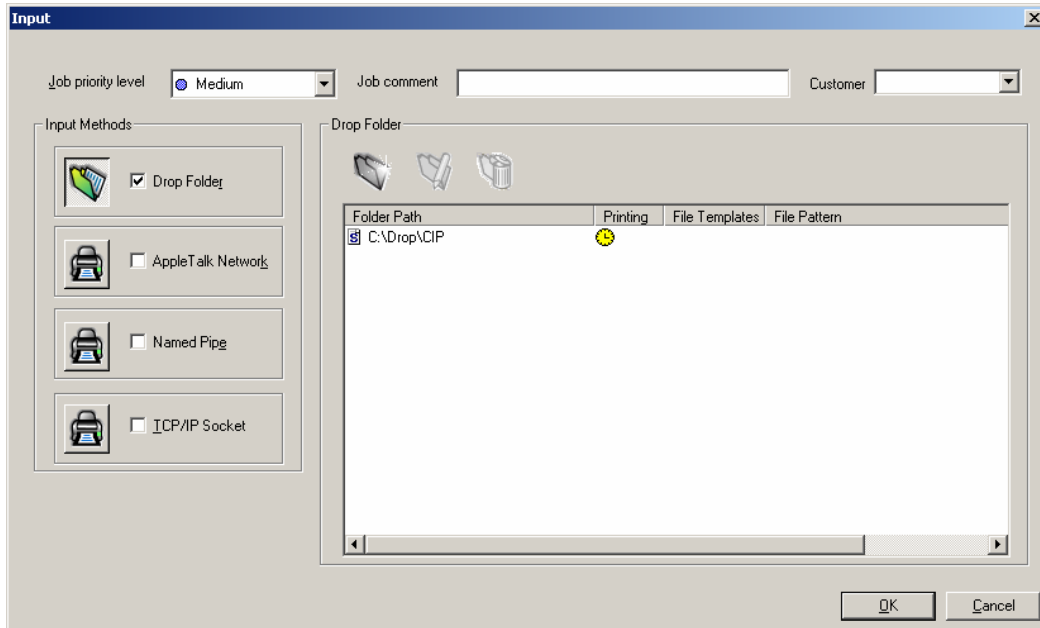 Input
Job priority level Medium Job comment Customer
Input Methods
Drop Folder
AppleTalk Network
Named Pipe
TCP/IP Socket
Drop Folder
Folder Path Printing File Templates File Pattern
C:\Drop\CIP
OK Cancel